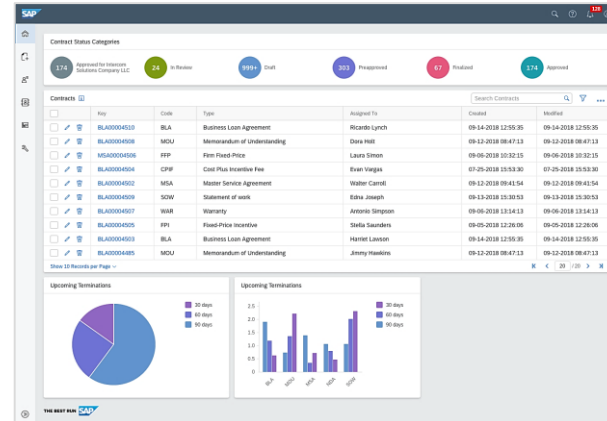 SAP
128
Contract Status Categories
174 Approved for Intercom Solutions Company LLC
24 In Review
999+ Draft
303 Preapproved
67 Finalized
174 Approved
Contracts
Search Contracts
Key Code Type Assigned To Created Modified
BLA00004510 BLA Business Loan Agreement Ricardo Lynch 09-14-2018 12:55:35 09-14-2018 12:55:35
BLA00004508 MOU Memorandum of Understanding Dora Holt 09-12-2018 08:47:13 09-12-2018 08:47:13
MSA00004506 FFP Firm Fixed-Price Laura Simon 09-06-2018 10:32:15 09-06-2018 10:32:15
BLA00004504 CPIF Cost Plus Incentive Fee Evan Vargas 07-25-2018 15:53:30 07-25-2018 15:53:30
BLA00004502 MSA Master Service Agreement Walter Carroll 09-12-2018 09:41:54 09-12-2018 09:41:54
BLA00004509 SOW Statement of work Edna Joseph 09-13-2018 15:30:53 09-13-2018 15:30:53
BLA00004507 WAR Warranty Antonio Simpson 09-06-2018 13:14:13 09-06-2018 13:14:13
BLA00004505 FPI Fixed-Price Incentive Stella Saunders 09-05-2018 12:26:06 09-05-2018 12:26:06
BLA00004503 BLA Business Loan Agreement Harriet Lawson 09-14-2018 12:55:35 09-14-2018 12:55:35
BLA00004485 MOU Memorandum of Understanding Jimmy Hawkins 09-12-2018 08:47:13 09-12-2018 08:47:13
Show 10 Records per Page
20 /20
Upcoming Terminations
30 days
60 days
90 days
Upcoming Terminations
2.5
2.0
1.5
1.0
0.5
0
BLA MOU MSA MSA SOW
30 days
60 days
90 days
THE BEST RUN SAP